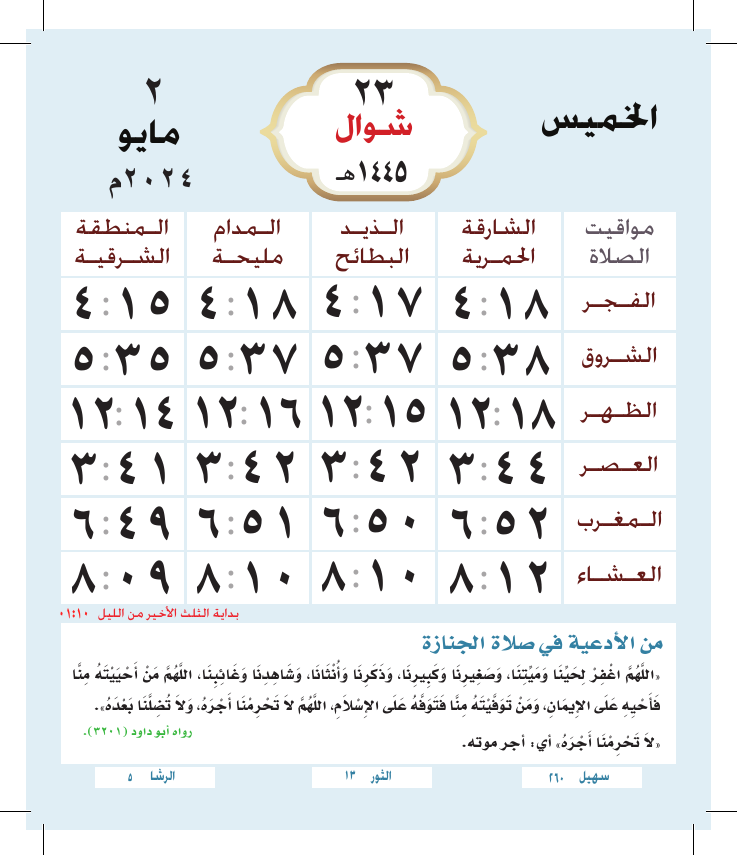 الخميس
٢٣
شوال
١٤٤٥هـ
٢
مايو
٢٠٢٤م
مواقيت الصلاة | الشارقة الحمرية | الذيد البطائح | المدام مليحة | المنطقة الشرقية
الفجر | ٤:١٨ | ٤:١٧ | ٤:١٨ | ٤:١٥
الشروق | ٥:٣٨ | ٥:٣٧ | ٥:٣٧ | ٥:٣٥
الظهر | ١٢:١٨ | ١٢:١٥ | ١٢:١٦ | ١٢:١٤
العصر | ٣:٤٤ | ٣:٤٢ | ٣:٤٢ | ٣:٤١
المغرب | ٦:٥٢ | ٦:٥٠ | ٦:٥١ | ٦:٤٩
العشاء | ٨:١٢ | ٨:١٠ | ٨:١٠ | ٨:٠٩
بداية الثلث الأخير من الليل ٠١:١٠
من الأدعية في صلاة الجنازة
«اللَّهُمَّ اغْفِرْ لِحَيِّنَا وَمَيِّتِنَا، وَصَغِيرِنَا وَكَبِيرِنَا، وَذَكَرِنَا وَأُنْثَانَا، وَشَاهِدِنَا وَغَائِبِنَا، اللَّهُمَّ مَنْ أَحْيَيْتَهُ مِنَّا
فَأَحْيِهِ عَلَى الإِيمَانِ، وَمَنْ تَوَفَّيْتَهُ مِنَّا فَتَوَفَّهُ عَلَى الإِسْلَامِ، اللَّهُمَّ لاَ تَحْرِمْنَا أَجْرَهُ، وَلاَ تُضِلَّنَا بَعْدَهُ».
رواه أبو داود (٣٢٠١).
«لاَ تَحْرِمْنَا أَجْرَهُ» أي: أجر موته.
سهيل ٢٦٠
الثور ١٣
الرشا ٥